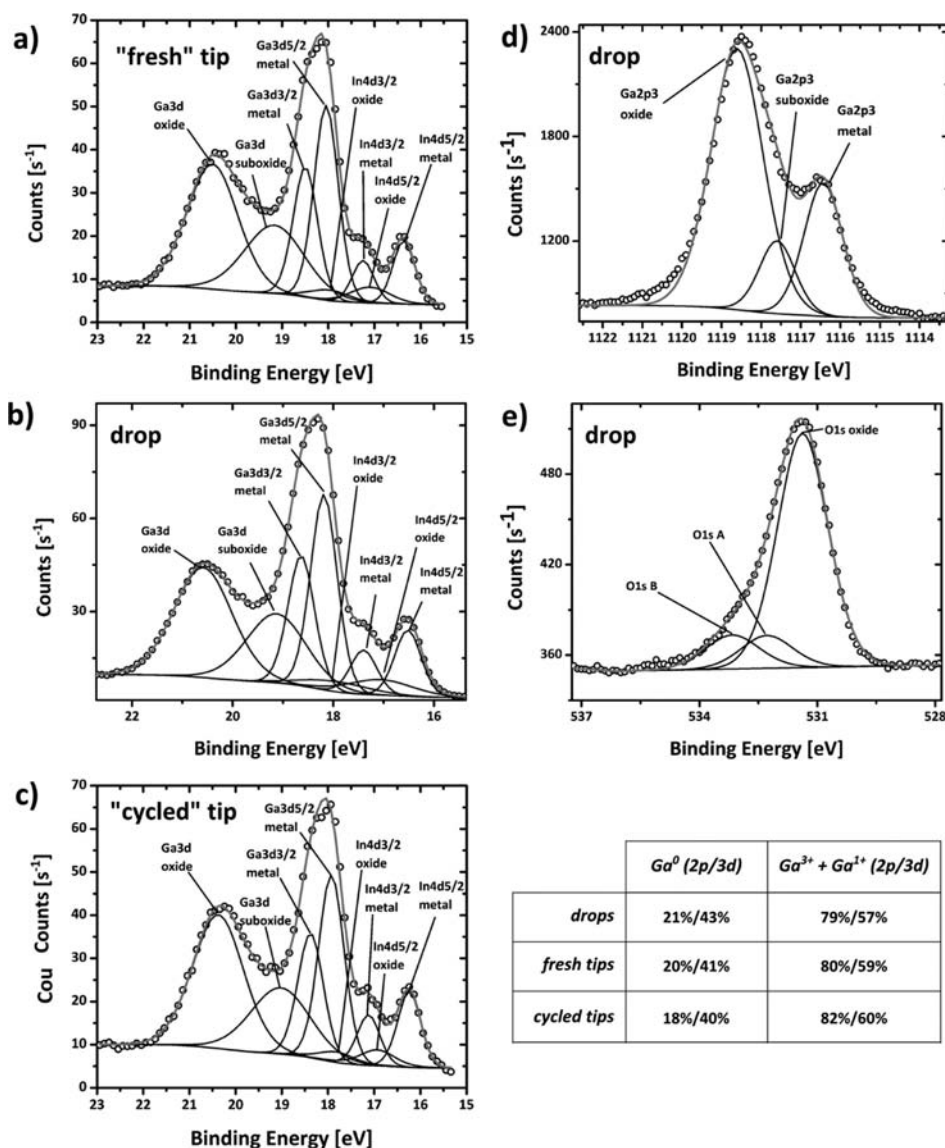 a)
"fresh" tip
Ga3d
oxide
Ga3d
suboxide
Ga3d3/2
metal
Ga3d5/2
metal
In4d3/2
oxide
In4d3/2
metal
In4d5/2
oxide
In4d5/2
metal
Counts [s⁻¹]
70
60
50
40
30
20
10
0
23 22 21 20 19 18 17 16 15
Binding Energy [eV]
d)
drop
Ga2p3
oxide
Ga2p3
suboxide
Ga2p3
metal
Counts [s⁻¹]
2400
1800
1200
1122 1121 1120 1119 1118 1117 1116 1115 1114
Binding Energy [eV]
b)
drop
Ga3d
oxide
Ga3d
suboxide
Ga3d3/2
metal
Ga3d5/2
metal
In4d3/2
oxide
In4d3/2
metal
In4d5/2
oxide
In4d5/2
metal
Counts [s⁻¹]
90
60
30
22 20 18 16
Binding Energy [eV]
e)
drop
O1s oxide
O1s A
O1s B
Counts [s⁻¹]
480
420
360
537 534 531 528
Binding Energy [eV]
c)
"cycled" tip
Ga3d
oxide
Ga3d
suboxide
Ga3d3/2
metal
Ga3d5/2
metal
In4d3/2
oxide
In4d3/2
metal
In4d5/2
oxide
In4d5/2
metal
Cou Counts [s⁻¹]
70
60
50
40
30
20
10
0
23 22 21 20 19 18 17 16 15
Binding Energy [eV]
Ga⁰ (2p/3d) Ga³⁺ + Ga¹⁺ (2p/3d)
drops 21%/43% 79%/57%
fresh tips 20%/41% 80%/59%
cycled tips 18%/40% 82%/60%